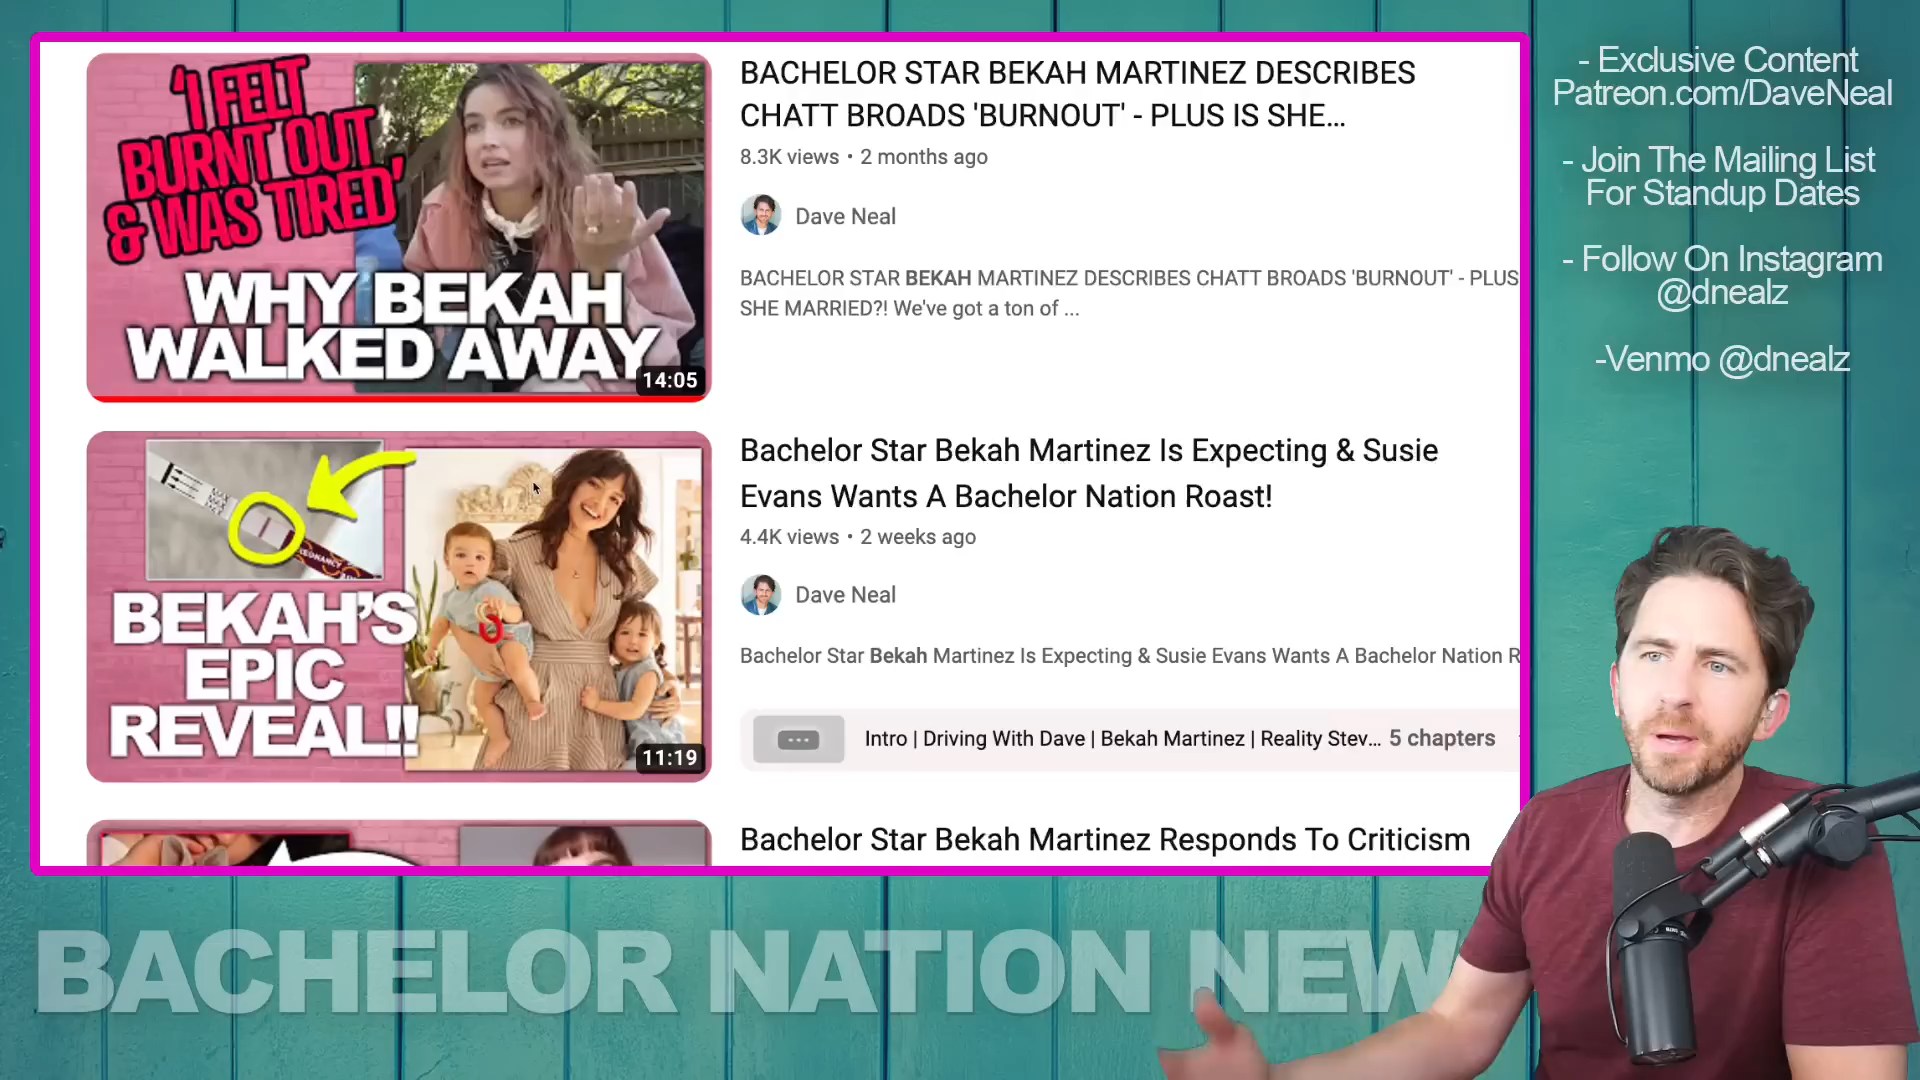 'I FELT
BURNT OUT
& WAS TIRED'
WHY BEKAH
WALKED AWAY
14:05
BACHELOR STAR BEKAH MARTINEZ DESCRIBES
CHATT BROADS 'BURNOUT' - PLUS IS SHE...
8.3K views • 2 months ago
Dave Neal
BACHELOR STAR BEKAH MARTINEZ DESCRIBES CHATT BROADS 'BURNOUT' - PLUS
SHE MARRIED?! We've got a ton of ...
BEKAH'S
EPIC
REVEAL!!
11:19
Bachelor Star Bekah Martinez Is Expecting & Susie
Evans Wants A Bachelor Nation Roast!
4.4K views • 2 weeks ago
Dave Neal
Bachelor Star Bekah Martinez Is Expecting & Susie Evans Wants A Bachelor Nation R
Intro | Driving With Dave | Bekah Martinez | Reality Stev... 5 chapters
Bachelor Star Bekah Martinez Responds To Criticism
- Exclusive Content
Patreon.com/DaveNeal
- Join The Mailing List
For Standup Dates
- Follow On Instagram
@dnealz
-Venmo @dnealz
BACHELOR NATION NEW